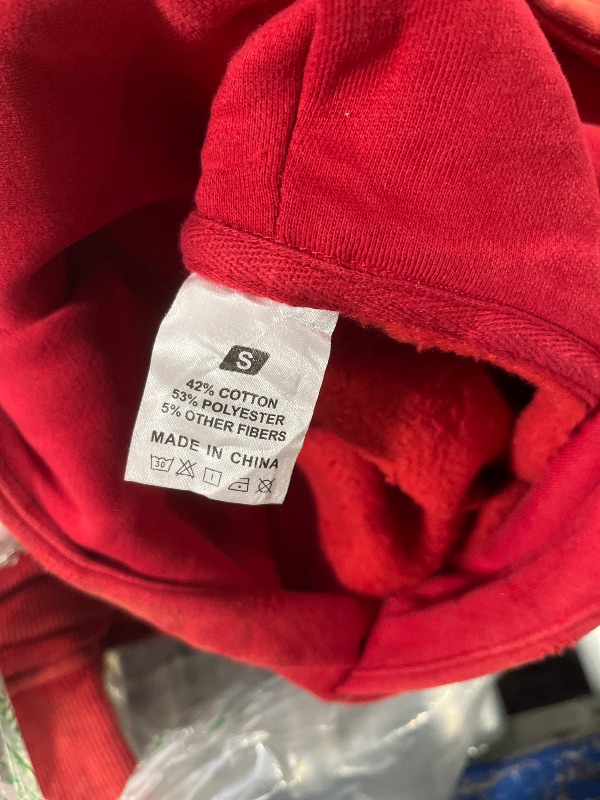 S
42% COTTON
53% POLYESTER
5% OTHER FIBERS
MADE IN CHINA
30